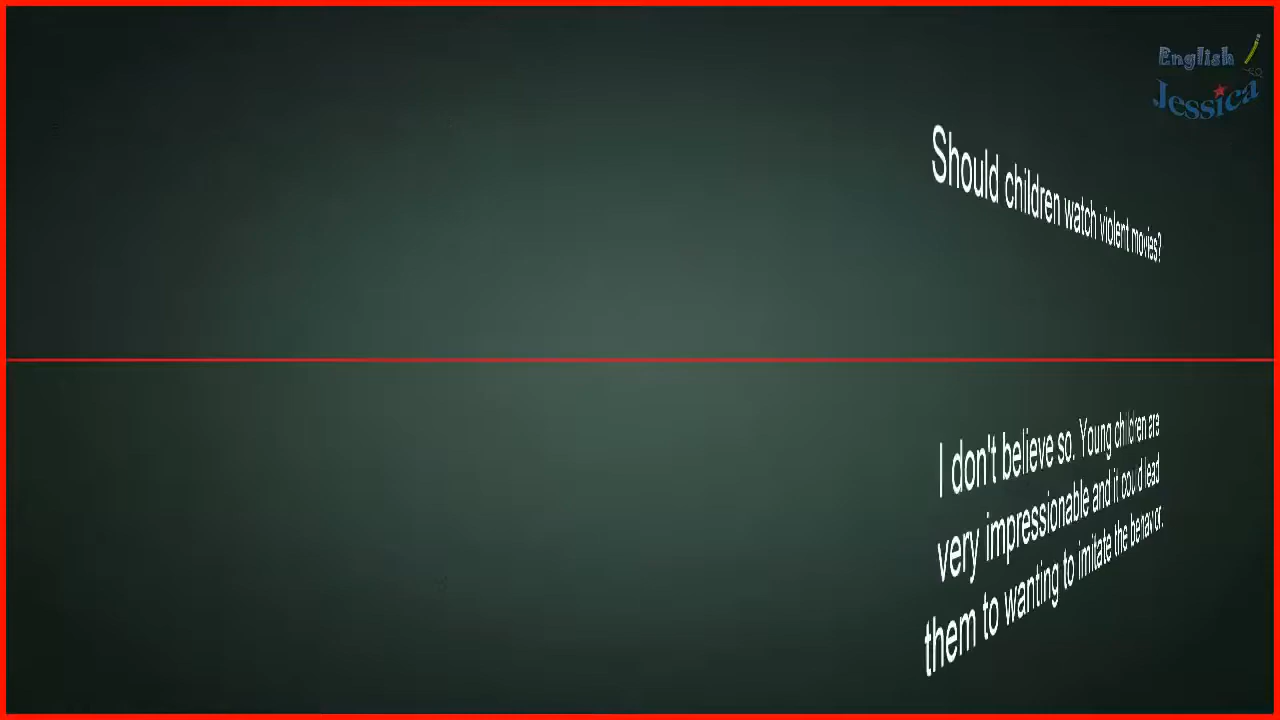 English
Jessica
Should children watch violent movies?
I don't believe so. Young children are
very impressionable and it could lead
them to wanting to imitate the behavior.